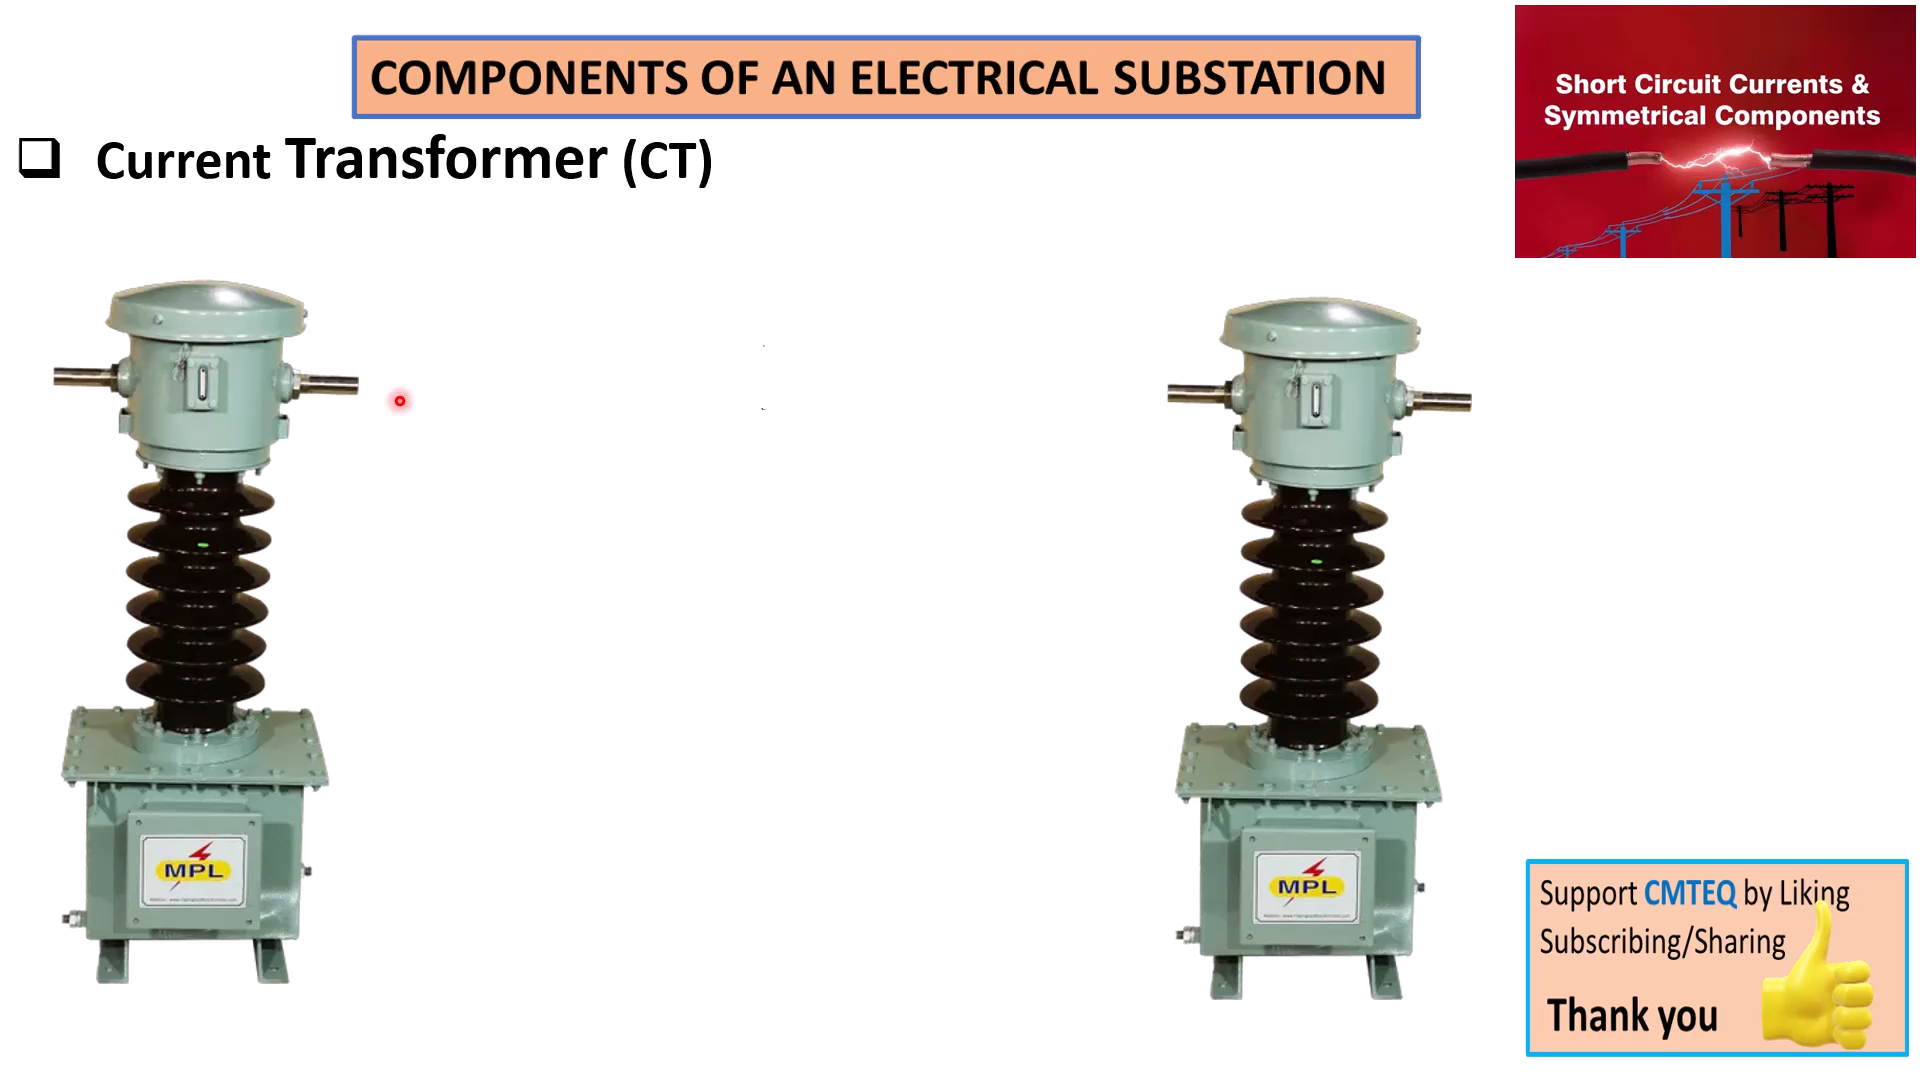 COMPONENTS OF AN ELECTRICAL SUBSTATION
Short Circuit Currents &
Symmetrical Components
Current Transformer (CT)
MPL
MPL
Support CMTEQ by Liking
Subscribing/Sharing
Thank you